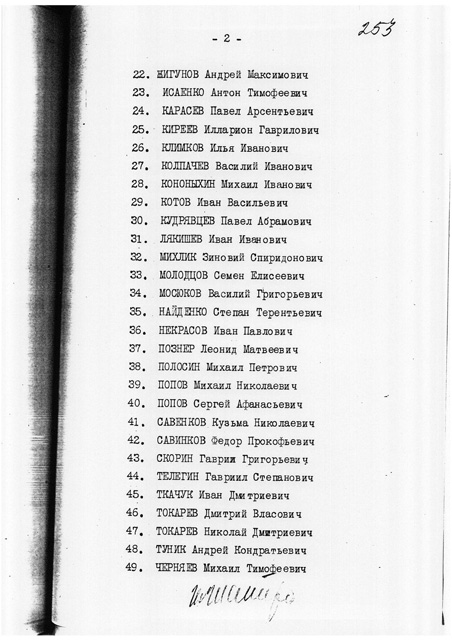 253
- 2 -
22. ЖИГУНОВ Андрей Максимович
23. ИСАЕНКО Антон Тимофеевич
24. КАРАСЕВ Павел Арсентьевич
25. КИРЕЕВ Илларион Гаврилович
26. КЛИМКОВ Илья Иванович
27. КОЛПАЧЕВ Василий Иванович
28. КОНОНЫХИН Михаил Иванович
29. КОТОВ Иван Васильевич
30. КУДРЯВЦЕВ Павел Абрамович
31. ЛЯКИШЕВ Иван Иванович
32. МИХЛИК Зиновий Спиридонович
33. МОЛОДЦОВ Семен Елисеевич
34. МОСЮКОВ Василий Григорьевич
35. НАЙДЕНКО Степан Терентьевич
36. НЕКРАСОВ Иван Павлович
37. ПОЗНЕР Леонид Матвеевич
38. ПОЛОСИН Михаил Петрович
39. ПОПОВ Михаил Николаевич
40. ПОПОВ Сергей Афанасьевич
41. САВЕНКОВ Кузьма Николаевич
42. САВИНКОВ Федор Прокофьевич
43. СКОРИН Гаврил Григорьевич
44. ТЕЛЕГИН Гавриил Степанович
45. ТКАЧУК Иван Дмитриевич
46. ТОКАРЕВ Дмитрий Власович
47. ТОКАРЕВ Николай Дмитриевич
48. ТУНИК Андрей Кондратьевич
49. ЧЕРНЯЕВ Михаил Тимофеевич